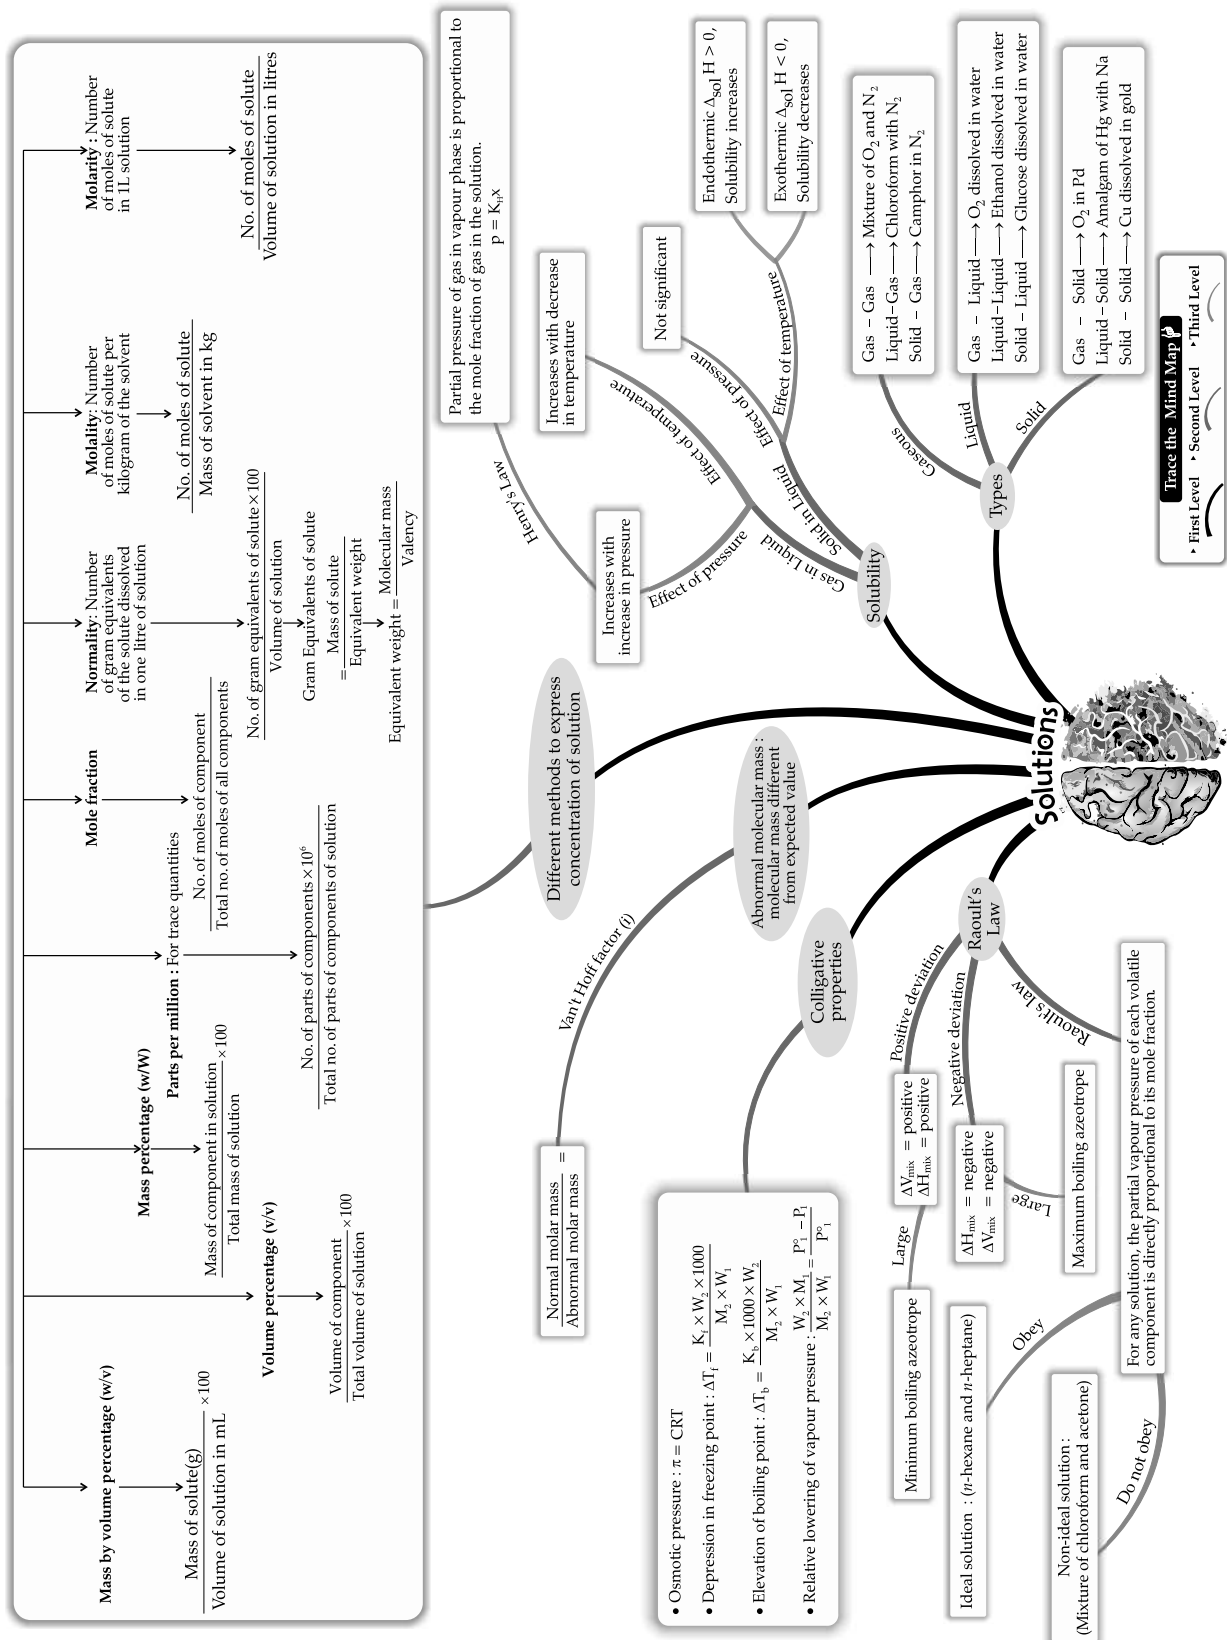 Solutions
Types
Gaseous
Gas – Gas ⟶ Mixture of O₂ and N₂
Liquid – Gas ⟶ Chloroform with N₂
Solid – Gas ⟶ Camphor in N₂
Liquid
Gas – Liquid ⟶ O₂ dissolved in water
Liquid – Liquid ⟶ Ethanol dissolved in water
Solid – Liquid ⟶ Glucose dissolved in water
Solid
Gas – Solid ⟶ O₂ in Pd
Liquid – Solid ⟶ Amalgam of Hg with Na
Solid – Solid ⟶ Cu dissolved in gold
Solubility
Solid in Liquid
Effect of pressure
Not significant
Effect of temperature
Endothermic Δsol H > 0,
Solubility increases
Exothermic Δsol H < 0,
Solubility decreases
Gas in Liquid
Effect of temperature
Increases with decrease
in temperature
Effect of pressure
Increases with
increase in pressure
Henry's Law
Partial pressure of gas in vapour phase is proportional to
the mole fraction of gas in the solution.
p = K_H x
Different methods to express
concentration of solution
Mass by volume percentage (w/v)
Mass of solute(g)
Volume of solution in mL
×100
Volume percentage (v/v)
Volume of component
Total volume of solution
×100
Mass percentage (w/W)
Mass of component in solution
Total mass of solution
×100
Parts per million : For trace quantities
No. of parts of components × 10⁶
Total no. of parts of components of solution
Mole fraction
No. of moles of component
Total no. of moles of all components
Normality: Number
of gram equivalents
of the solute dissolved
in one litre of solution
No. of gram equivalents of solute × 100
Volume of solution
Gram Equivalents of solute
= Mass of solute
Equivalent weight
Equivalent weight = Molecular mass
Valency
Molality: Number
of moles of solute per
kilogram of the solvent
No. of moles of solute
Mass of solvent in kg
Molarity : Number
of moles of solute
in 1L solution
No. of moles of solute
Volume of solution in litres
Abnormal molecular mass :
molecular mass different
from expected value
Van't Hoff factor (i)
Normal molar mass
Abnormal molar mass
=
Colligative
properties
• Osmotic pressure : π = CRT
• Depression in freezing point : ΔT_f = K_f × W₂ × 1000
M₂ × W₁
• Elevation of boiling point : ΔT_b = K_b × 1000 × W₂
M₂ × W₁
• Relative lowering of vapour pressure : W₂ × M₁ / M₂ × W₁ = P°₁ – P₁ / P°₁
Raoult's
Law
Positive deviation
ΔV_mix = positive
ΔH_mix = positive
Large
Minimum boiling azeotrope
Negative deviation
ΔH_mix = negative
ΔV_mix = negative
Large
Maximum boiling azeotrope
Raoult's law
For any solution, the partial vapour pressure of each volatile
component is directly proportional to its mole fraction.
Obey
Ideal solution : (n-hexane and n-heptane)
Do not obey
Non-ideal solution :
(Mixture of chloroform and acetone)
Trace the Mind Map
▸ First Level ▸ Second Level ▸ Third Level